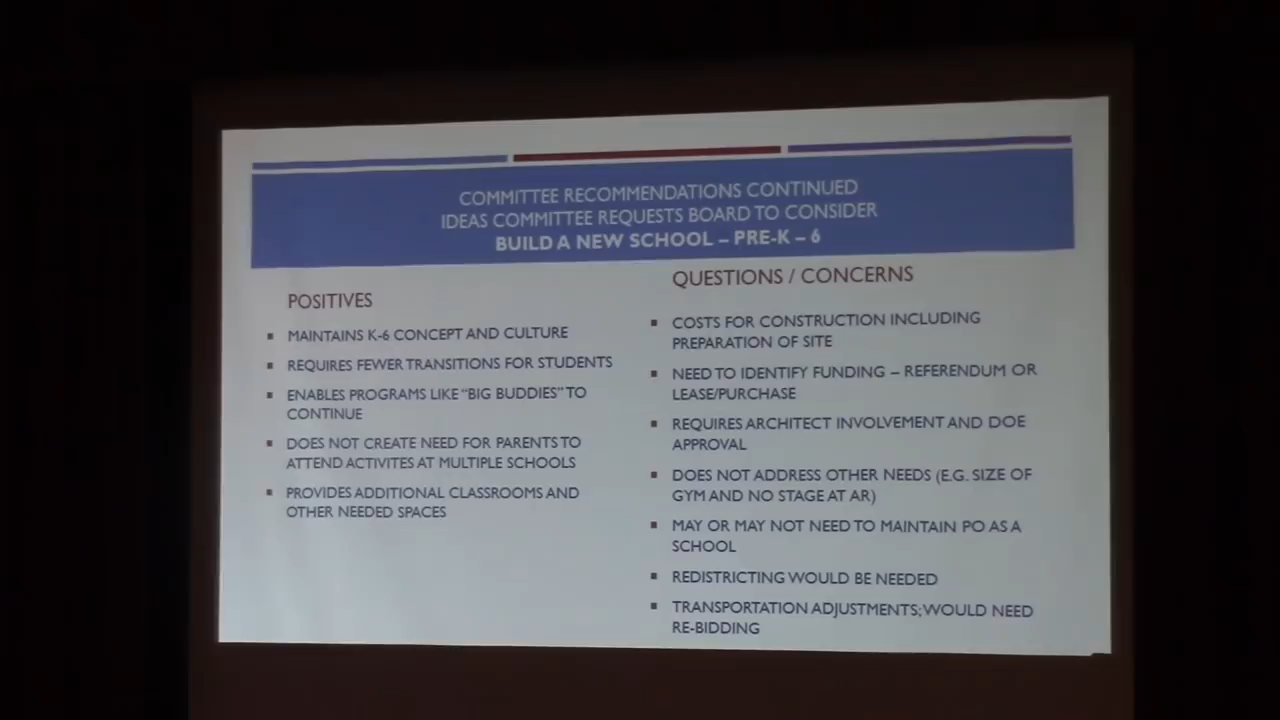 COMMITTEE RECOMMENDATIONS CONTINUED
IDEAS COMMITTEE REQUESTS BOARD TO CONSIDER
BUILD A NEW SCHOOL – PRE-K – 6
POSITIVES
▪ MAINTAINS K-6 CONCEPT AND CULTURE
▪ REQUIRES FEWER TRANSITIONS FOR STUDENTS
▪ ENABLES PROGRAMS LIKE “BIG BUDDIES” TO
CONTINUE
▪ DOES NOT CREATE NEED FOR PARENTS TO
ATTEND ACTIVITES AT MULTIPLE SCHOOLS
▪ PROVIDES ADDITIONAL CLASSROOMS AND
OTHER NEEDED SPACES
QUESTIONS / CONCERNS
▪ COSTS FOR CONSTRUCTION INCLUDING
PREPARATION OF SITE
▪ NEED TO IDENTIFY FUNDING – REFERENDUM OR
LEASE/PURCHASE
▪ REQUIRES ARCHITECT INVOLVEMENT AND DOE
APPROVAL
▪ DOES NOT ADDRESS OTHER NEEDS (E.G. SIZE OF
GYM AND NO STAGE AT AR)
▪ MAY OR MAY NOT NEED TO MAINTAIN PO AS A
SCHOOL
▪ REDISTRICTING WOULD BE NEEDED
▪ TRANSPORTATION ADJUSTMENTS; WOULD NEED
RE-BIDDING